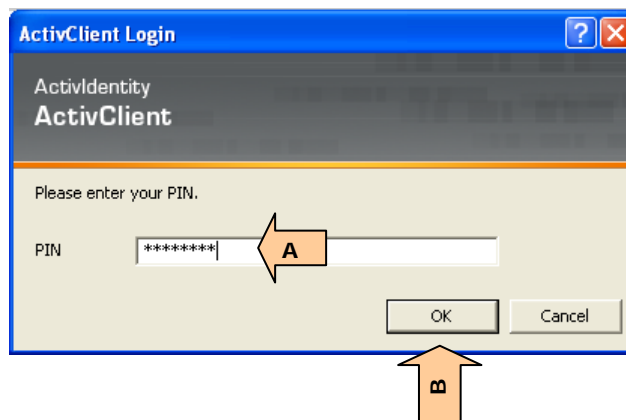 ActivClient Login
ActivIdentity
ActivClient
Please enter your PIN.
PIN ********
A
OK Cancel
B